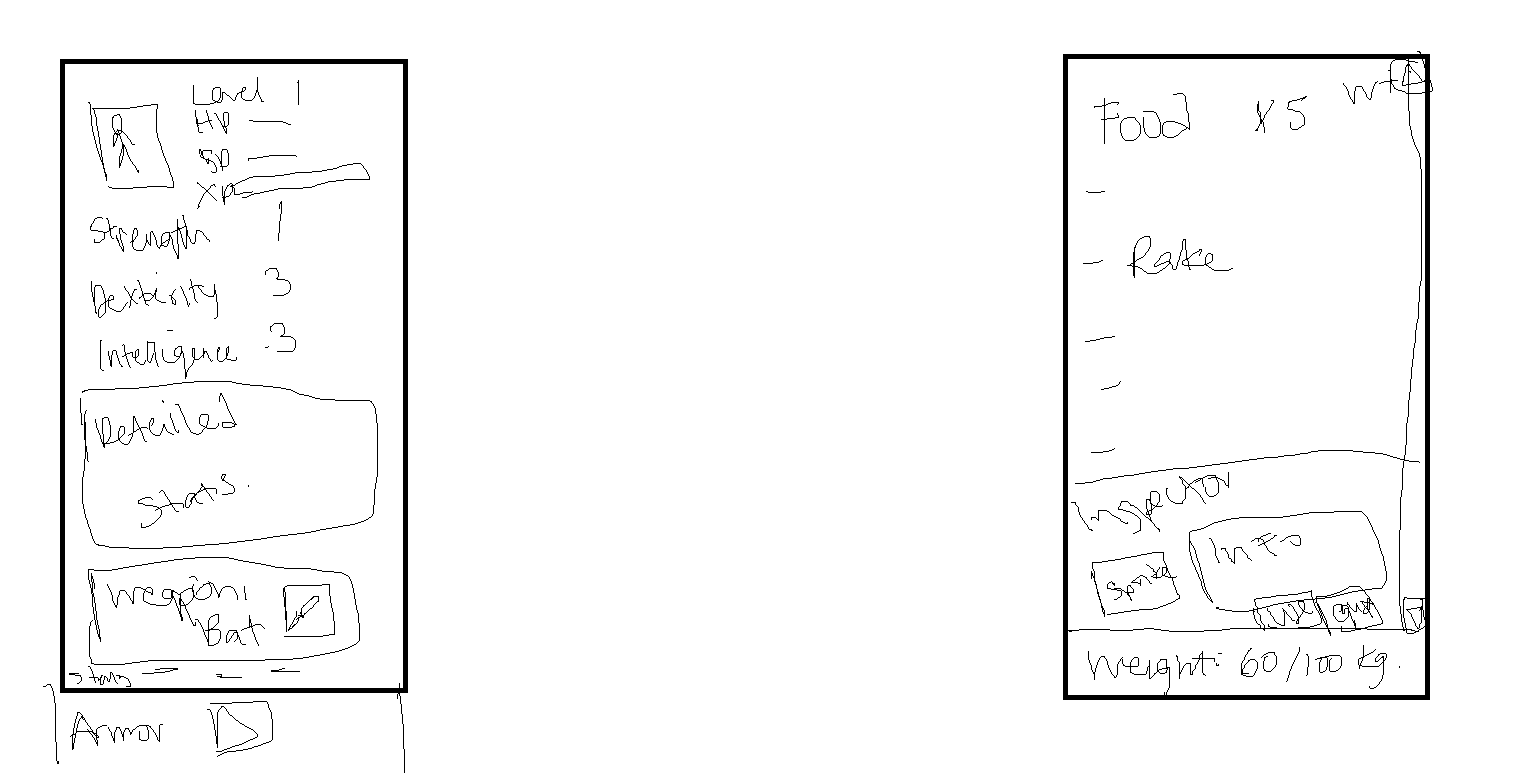 Level 1
HP
SP
XP
Strength 1
Dexterity 3
Intelligence 3
Detailled
Stats.
Weapon:
Bat
Stats
Armor
Food x5 wt
Rake
Inspector
Info
Sprite
use equip
Weight: 60/100 kg.